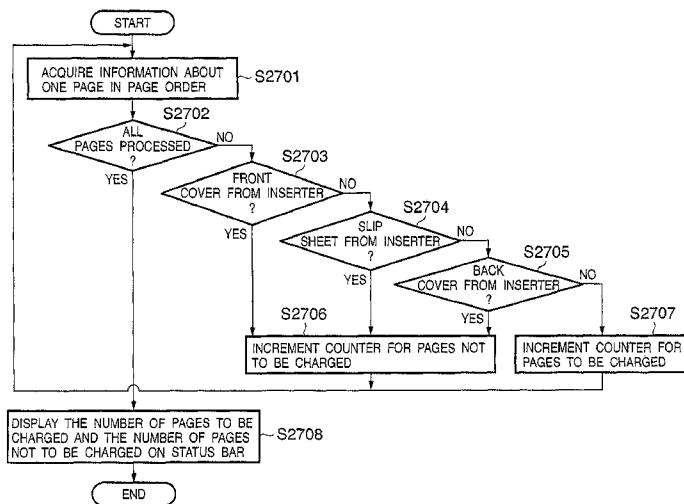 START
ACQUIRE INFORMATION ABOUT
ONE PAGE IN PAGE ORDER
S2701
S2702
ALL
PAGES PROCESSED
?
NO
YES
S2703
FRONT
COVER FROM INSERTER
?
NO
YES
S2704
SLIP
SHEET FROM INSERTER
?
NO
YES
S2705
BACK
COVER FROM INSERTER
?
NO
YES
S2706
INCREMENT COUNTER FOR PAGES NOT
TO BE CHARGED
S2707
INCREMENT COUNTER FOR
PAGES TO BE CHARGED
DISPLAY THE NUMBER OF PAGES TO BE
CHARGED AND THE NUMBER OF PAGES
NOT TO BE CHARGED ON STATUS BAR
S2708
END